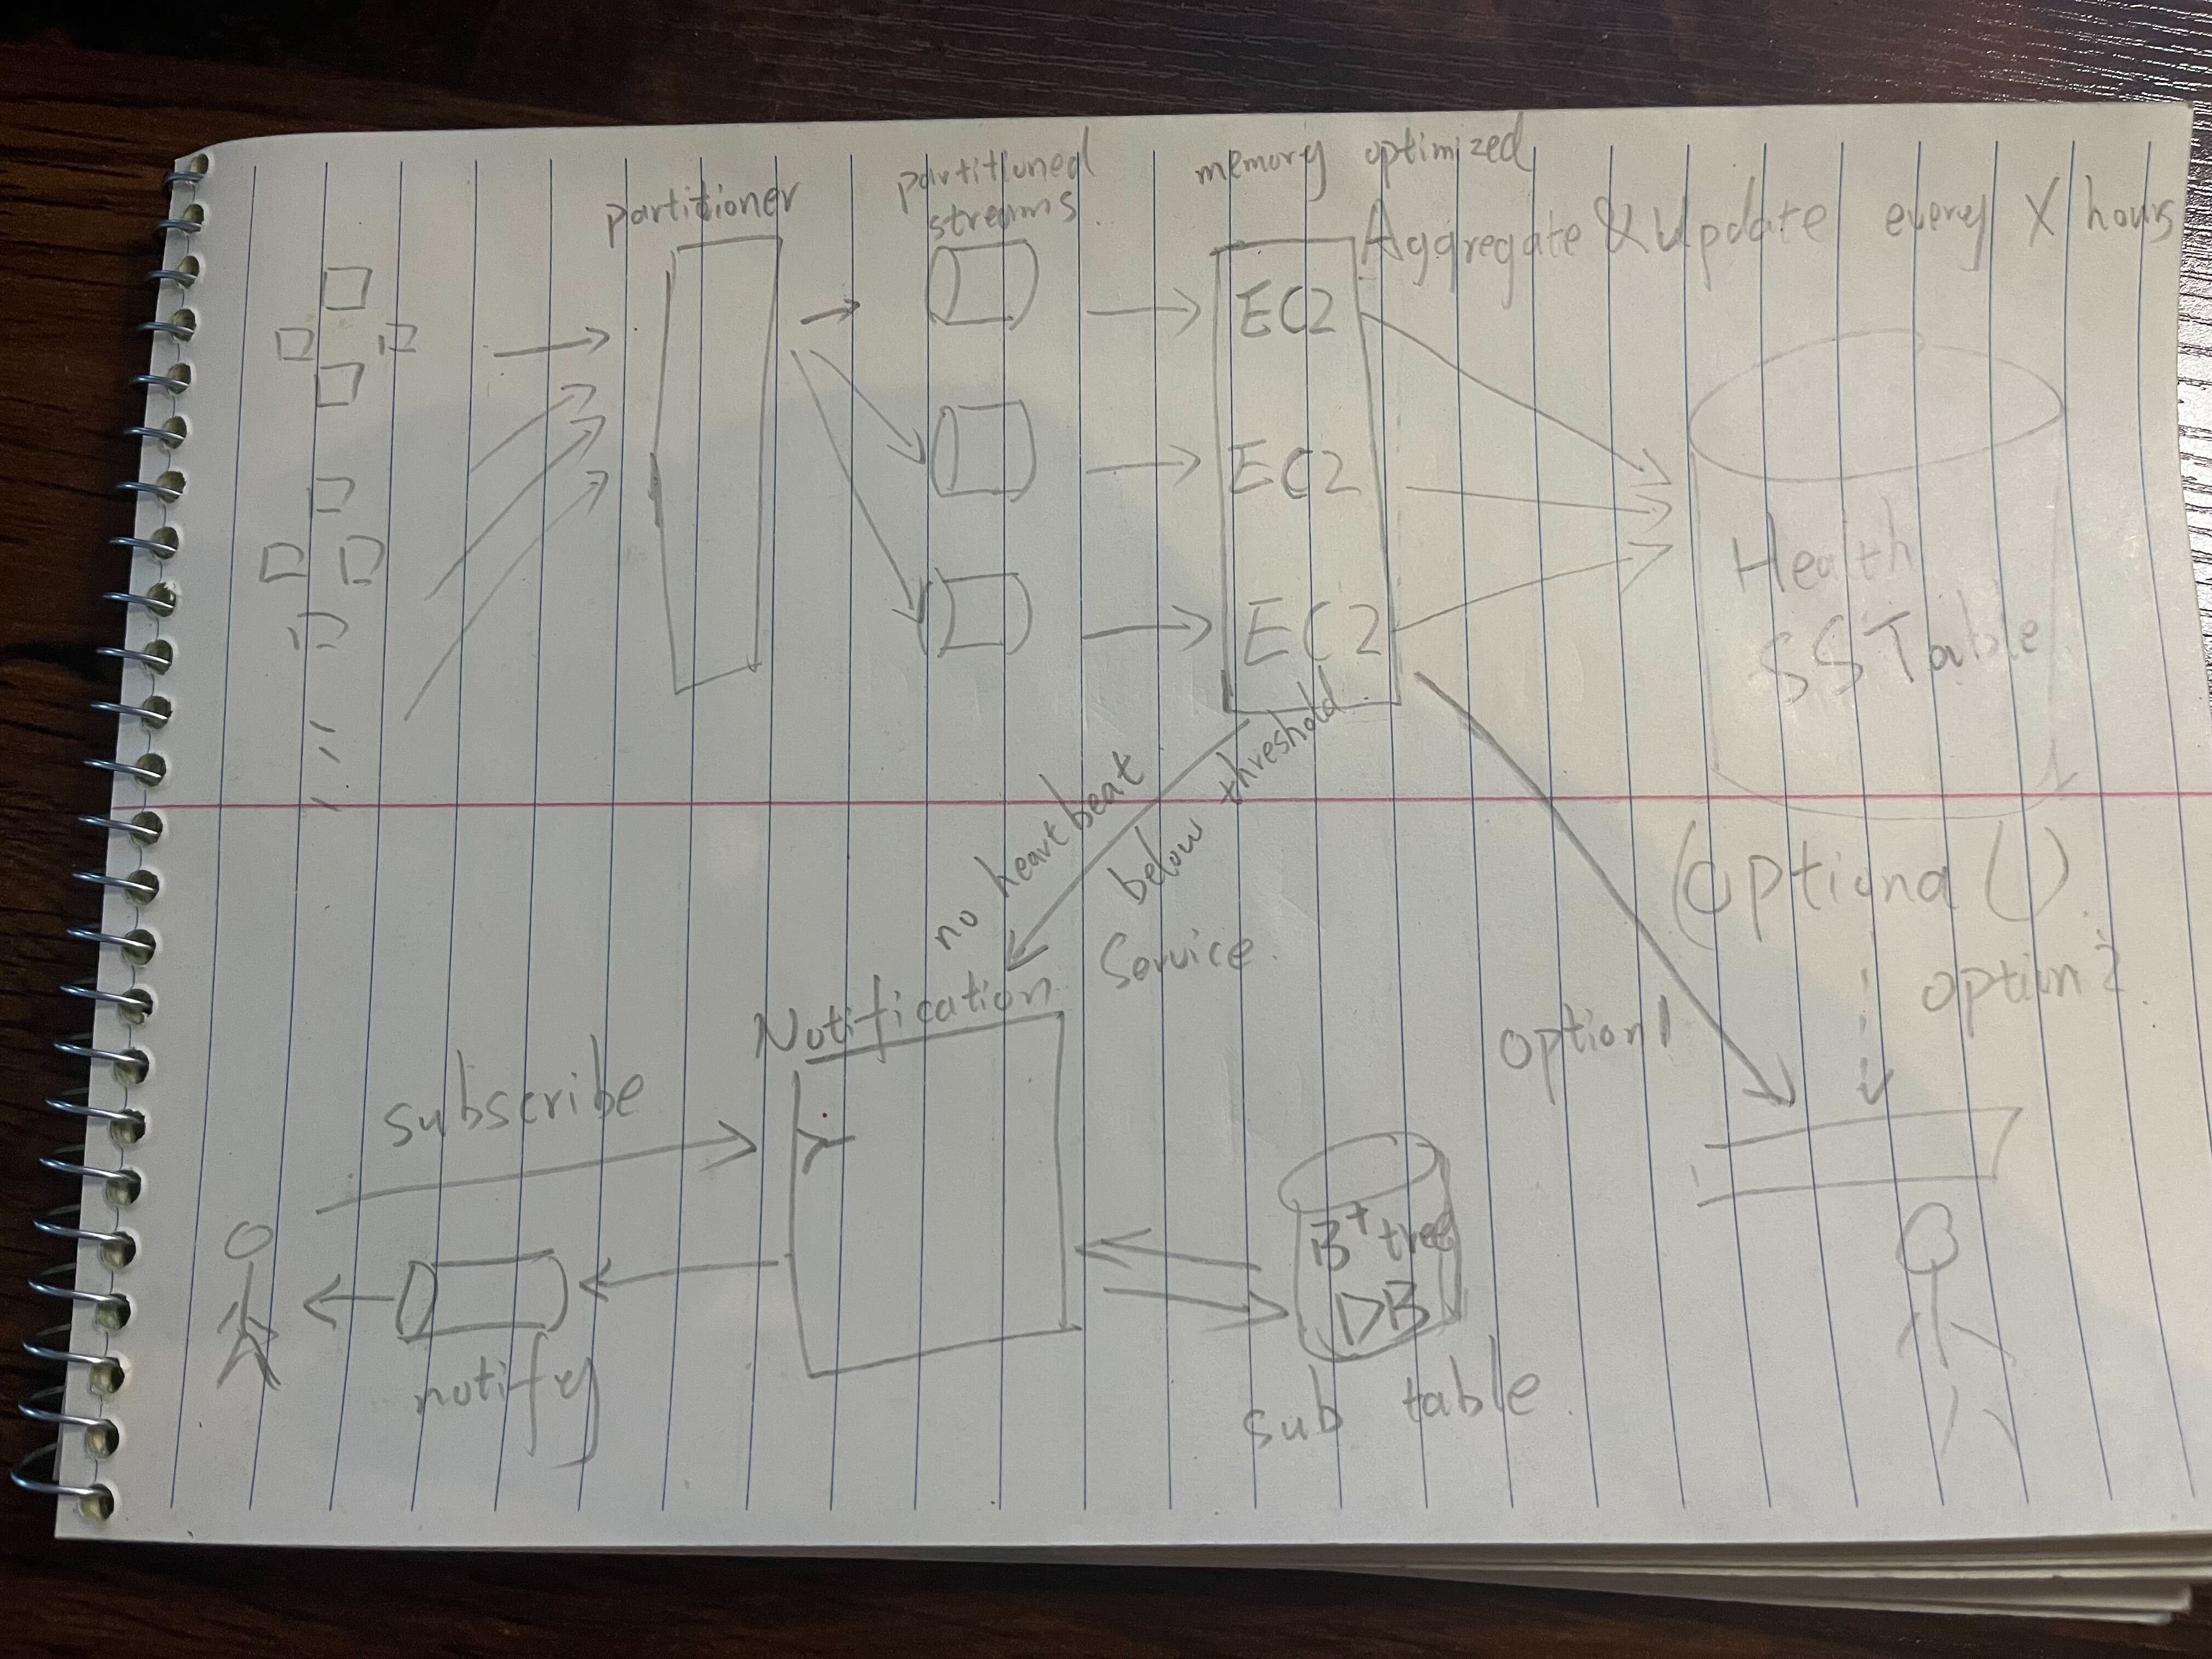 partitioner
partitioned
streams.
memory optimized
Aggregate & Update every X hours
EC2
EC2
EC2
Health
SSTable
(optional).
no heartbeat
below threshold
option 1
option 2.
Notification Service.
subscribe
notify
B+ tree
DB
sub table.